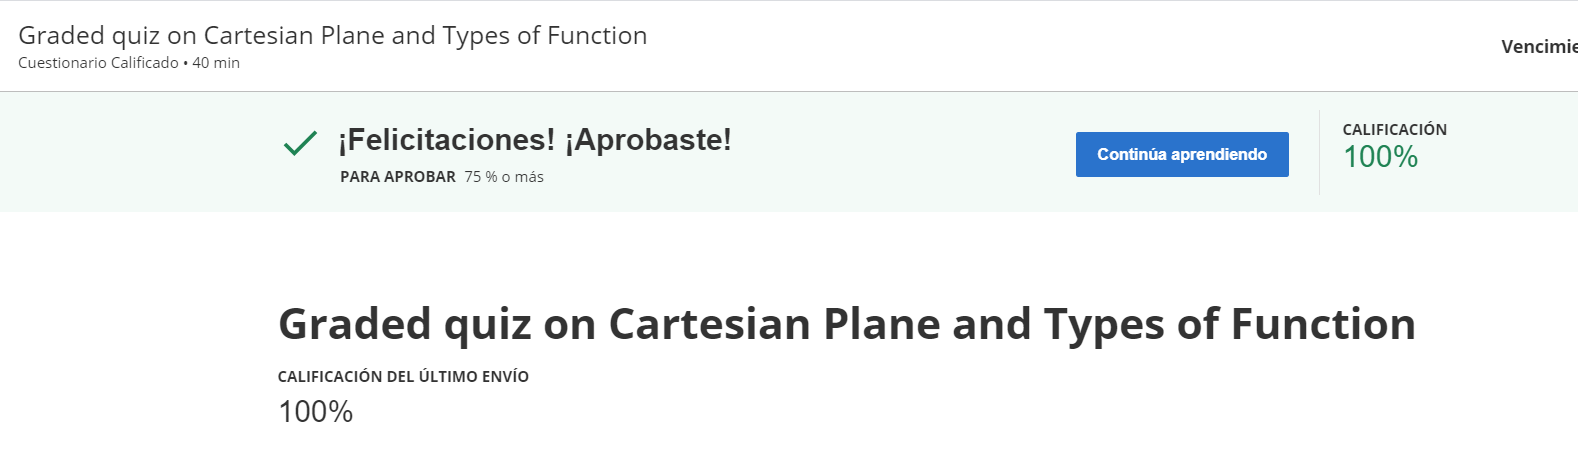 Graded quiz on Cartesian Plane and Types of Function
Cuestionario Calificado • 40 min
¡Felicitaciones! ¡Aprobaste!
PARA APROBAR 75 % o más
Continúa aprendiendo
CALIFICACIÓN
100%
Graded quiz on Cartesian Plane and Types of Function
CALIFICACIÓN DEL ÚLTIMO ENVÍO
100%